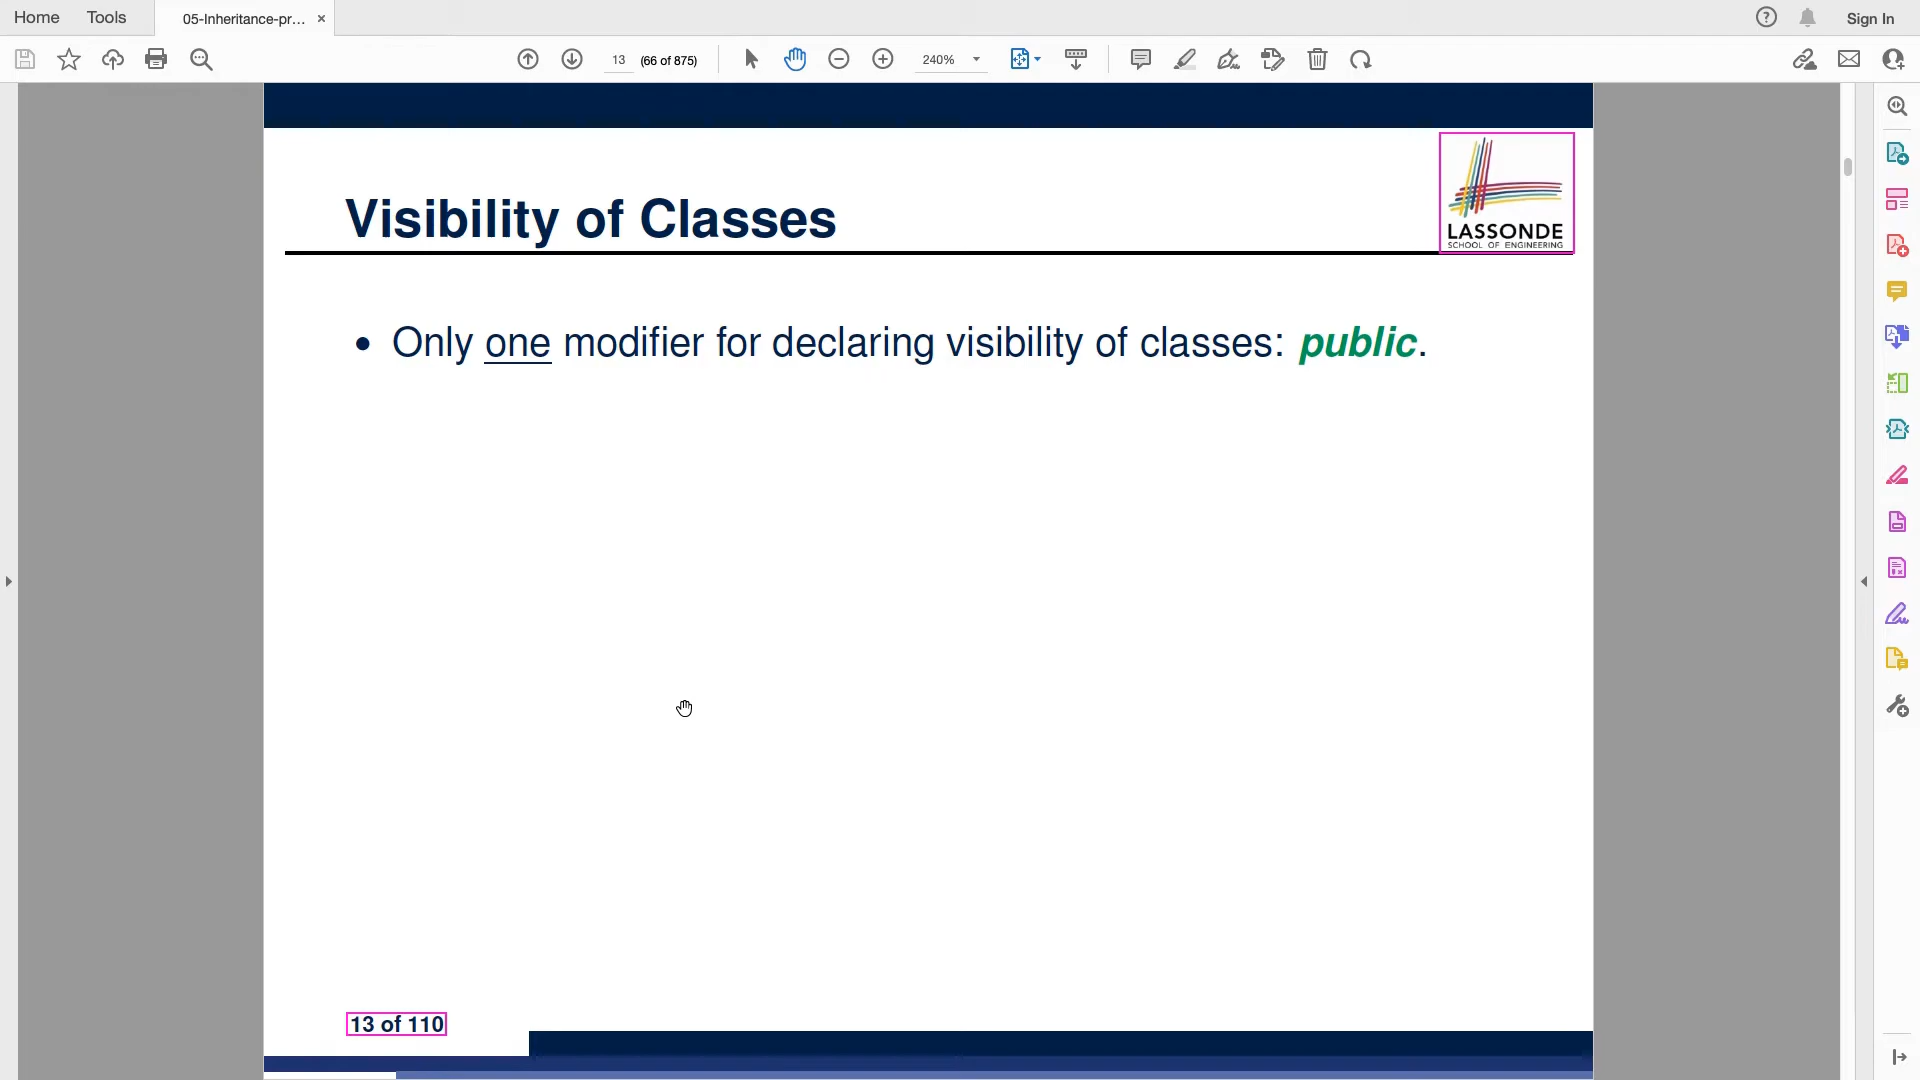 Home Tools 05-Inheritance-pr... × Sign In
13 (66 of 875) 240%
LASSONDE
SCHOOL OF ENGINEERING
Visibility of Classes
• Only one modifier for declaring visibility of classes: public.
13 of 110